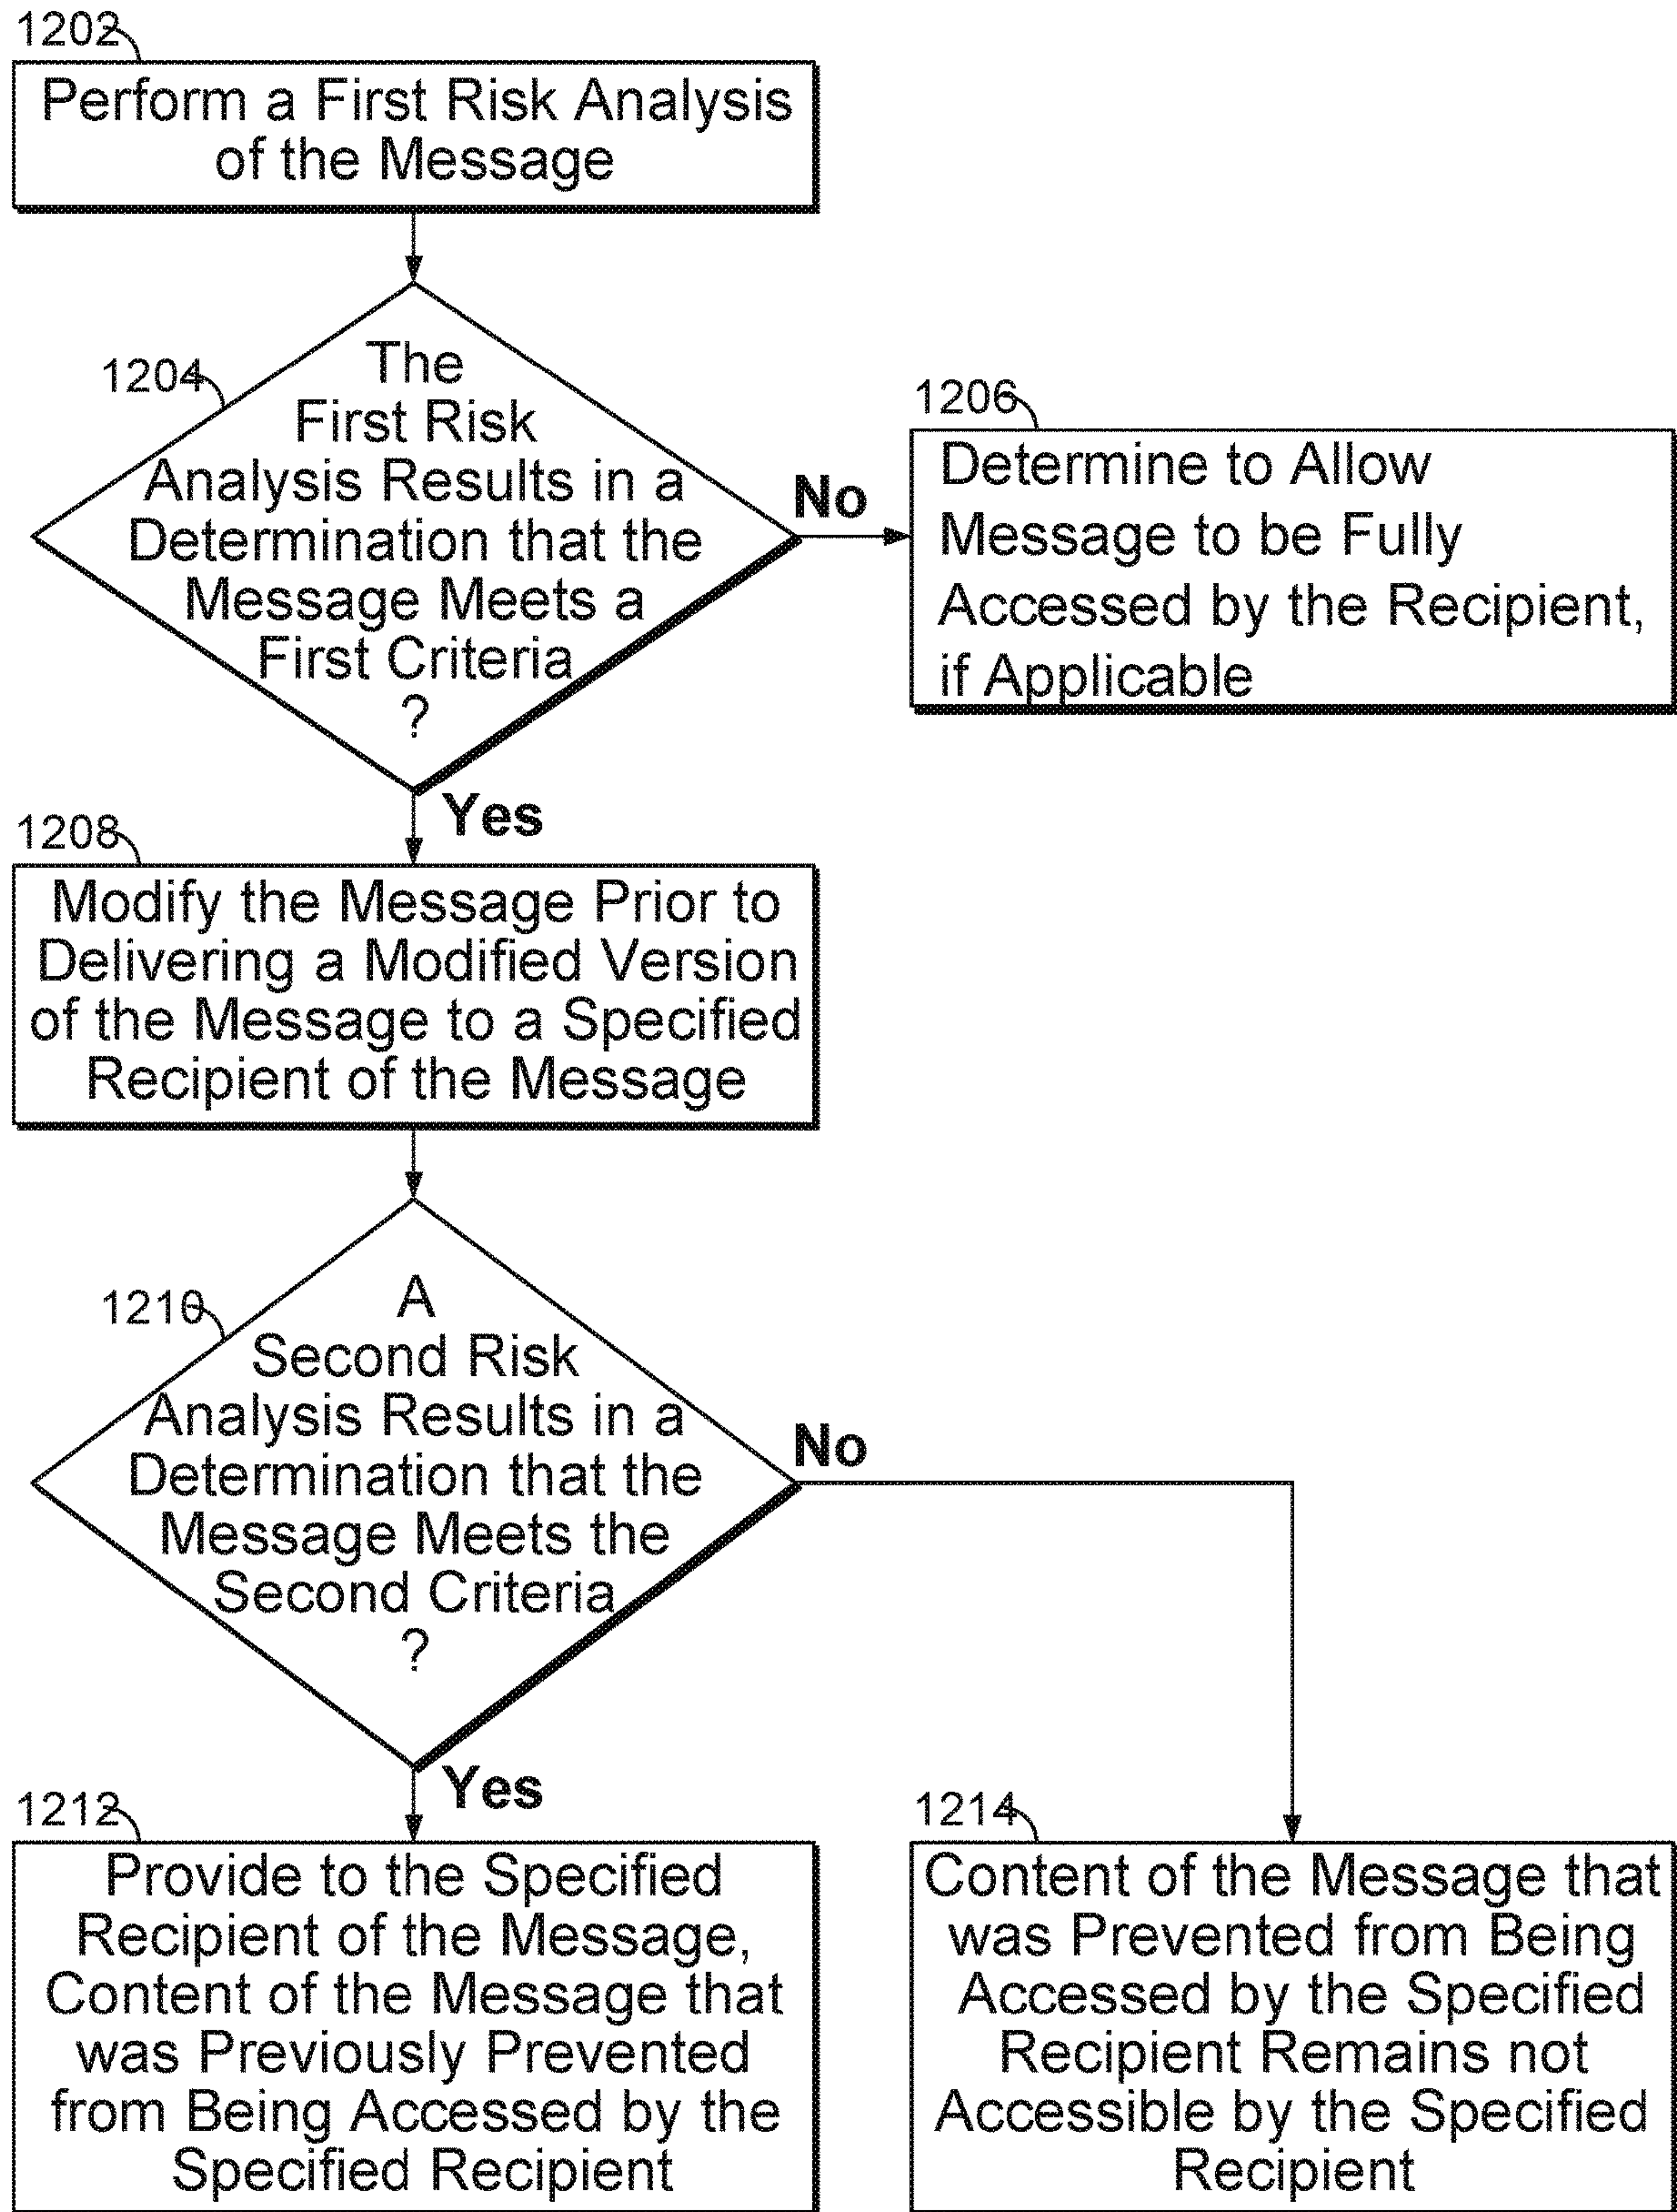 1202
Perform a First Risk Analysis
of the Message
1204
The
First Risk
Analysis Results in a
Determination that the
Message Meets a
First Criteria
?
No
1206
Determine to Allow
Message to be Fully
Accessed by the Recipient,
if Applicable
Yes
1208
Modify the Message Prior to
Delivering a Modified Version
of the Message to a Specified
Recipient of the Message
1210
A
Second Risk
Analysis Results in a
Determination that the
Message Meets the
Second Criteria
?
No
Yes
1212
Provide to the Specified
Recipient of the Message,
Content of the Message that
was Previously Prevented
from Being Accessed by the
Specified Recipient
1214
Content of the Message that
was Prevented from Being
Accessed by the Specified
Recipient Remains not
Accessible by the Specified
Recipient